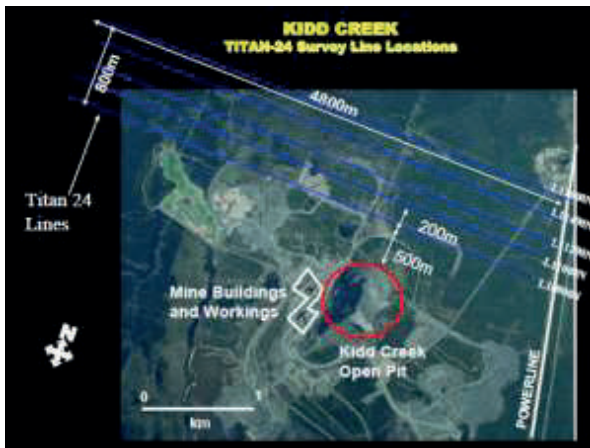 KIDD CREEK
TITAN-24 Survey Line Locations
800m
4800m
Titan 24
Lines
200m
500m
Mine Buildings
and Workings
Kidd Creek
Open Pit
N
0 1
km
POWERLINE